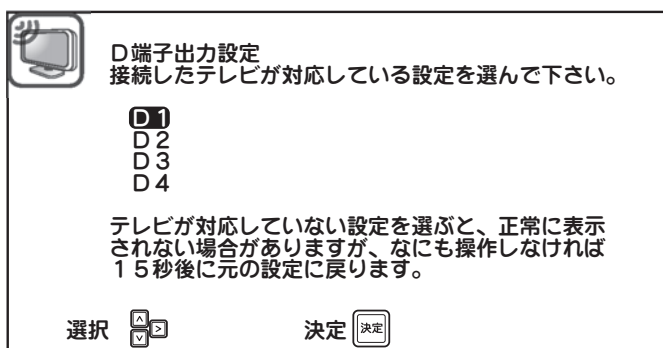 D端子出力設定
接続したテレビが対応している設定を選んで下さい。
D1
D2
D3
D4
テレビが対応していない設定を選ぶと、正常に表示
されない場合がありますが、なにも操作しなければ
15秒後に元の設定に戻ります。
選択 決定 決定